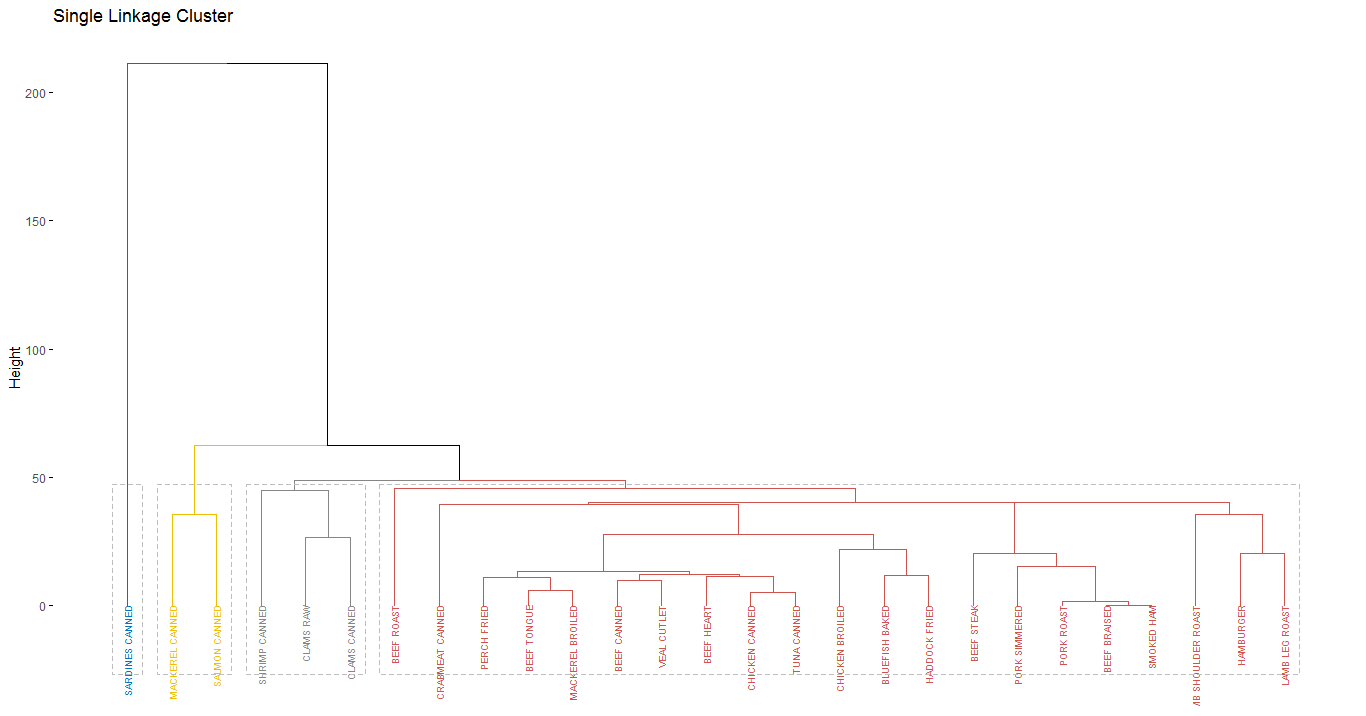 Single Linkage Cluster
200
150
100
50
0
Height
SARDINES CANNED
MACKEREL CANNED
SALMON CANNED
SHRIMP CANNED
CLAMS RAW
CLAMS CANNED
BEEF ROAST
CRABMEAT CANNED
PERCH FRIED
BEEF TONGUE
MACKEREL BROILED
BEEF CANNED
VEAL CUTLET
BEEF HEART
CHICKEN CANNED
TUNA CANNED
CHICKEN BROILED
BLUEFISH BAKED
HADDOCK FRIED
BEEF STEAK
PORK SIMMERED
PORK ROAST
BEEF BRAISED
SMOKED HAM
MB SHOULDER ROAST
HAMBURGER
LAMB LEG ROAST